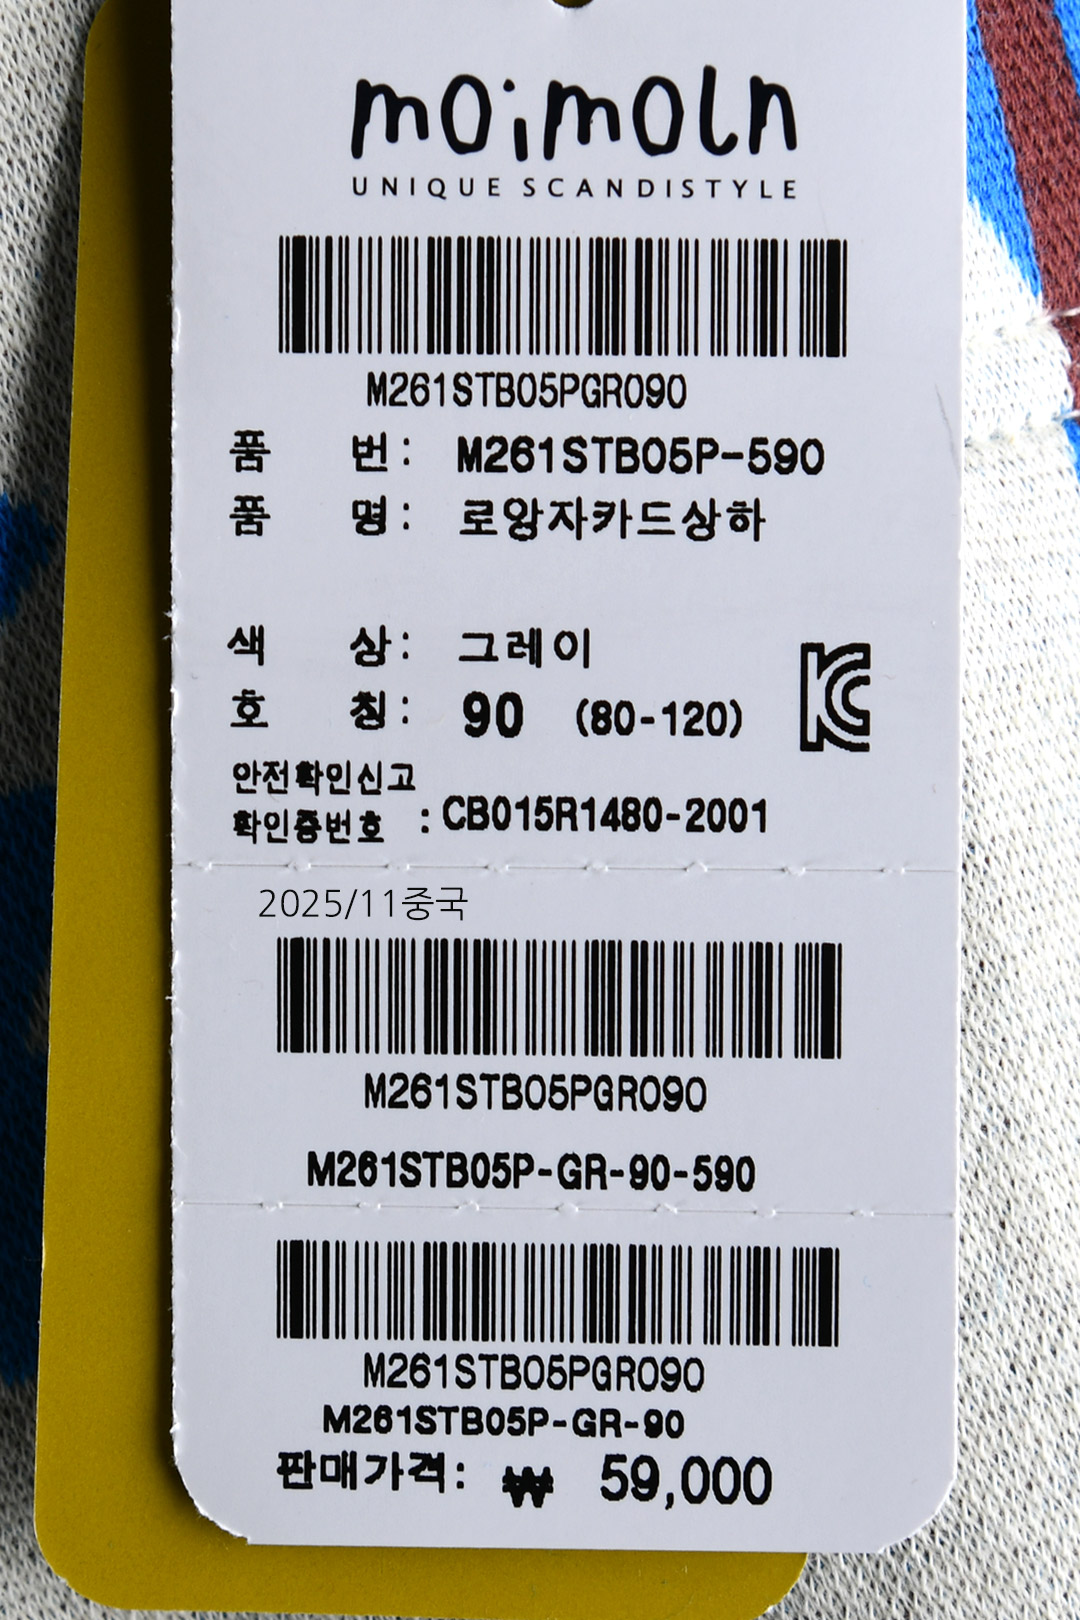 moimoln
UNIQUE SCANDISTYLE
M261STB05PGR090
품 번 : M261STB05P-590
품 명 : 로앙자카드상하
색 상 : 그레이
호 칭 : 90 (80-120)
안전확인신고
확인증번호 : CB015R1480-2001
2025/11중국
M261STB05PGR090
M261STB05P-GR-90-590
M261STB05PGR090
M261STB05P-GR-90
판매가격 : ₩ 59,000